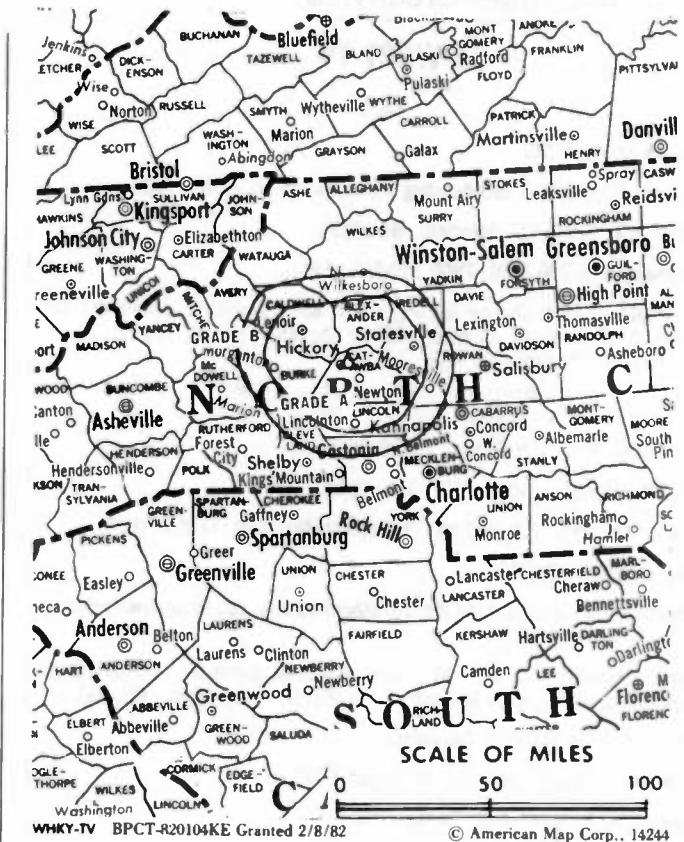 BUCHANAN
Bluefield
MONT
GOMERY
Jenkins
DICK-
ENSON
TAZEWELL
BLAND
PULASKI
Radford
FRANKLIN
PITTSYLVA
Wise
Pulaski
FLOYD
Norton
RUSSELL
SMYTH
Wytheville
WYTHE
WISE
Marion
CARROLL
PATRICK
LEE
SCOTT
WASH-
INGTON
Abingdon
GRAYSON
Galax
Martinsville
HENRY
Danvill
Bristol
Lynn Gdns
SULLIVAN
JOHN-
SON
ASHE
ALLEGHANY
Mount Airy
STOKES
Spray
CASW
Leaksville
HAWKINS
Kingsport
SURRY
Reidsvi
ROCKINGHAM
Johnson City
Elizabethton
CARTER
WATAUGA
WILKES
Winston-Salem
Greensboro
GREENE
WASHING-
TON
N.
Wilkesboro
YADKIN
FORSYTH
GUIL-
FORD
reeneville
UNICOI
AVERY
CALDWELL
ALEX-
ANDER
IREDELL
DAVIE
High Point
MITCHE
Lenoir
Lexington
Thomasville
RANDOLPH
MADISON
YANCEY
GRADE B
Hickory
Statesville
DAVIDSON
Asheboro
Morganton
CAT-
AWBA
Mooresville
ROWAN
Salisbury
BUNCOMBE
Mc
DOWELL
BURKE
Newton
Marion
N O R T H C
Asheville
GRADE A
LINCOLN
Lincolnton
Kannapolis
CABARRUS
MONT-
GOMERY
MOORE
RUTHERFORD
CLEVE
LAND
Concord
W.
Concord
Albemarle
HENDERSON
Forest
City
Gastonia
N. Belmont
STANLY
Hendersonville
POLK
Shelby
MECKLEN-
BURG
Kings Mountain
TRAN-
SYLVANIA
Belmont
Charlotte
GREEN-
VILLE
SPARTAN-
BURG
CHEROKEE
YORK
UNION
ANSON
RICHMOND
Gaffney
Rock Hill
Monroe
Rockingham
Hamlet
PICKENS
Greer
Spartanburg
Easley
Greenville
UNION
CHESTER
Lancaster
CHESTERFIELD
MARL-
BORO
Union
Chester
LANCASTER
Cheraw
Bennettsville
Anderson
Belton
LAURENS
FAIRFIELD
KERSHAW
Hartsville
DARLING
TON
HART
ANDERSON
Laurens
Clinton
Darlingt
NEWBERRY
Newberry
Camden
LEE
ABBEVILLE
Greenwood
Florenc
ELBERT
Abbeville
GREEN-
WOOD
SALUDA
RICH-
LAND
FLORENC
Elberton
S O U T H
SCALE OF MILES
OGLE-
THORPE
WILKES
CORMICK
EDGE-
FIELD
0 50 100
Washington
LINCOLN
C
WHKY-TV BPCT-820104KE Granted 2/8/82
© American Map Corp., 14244